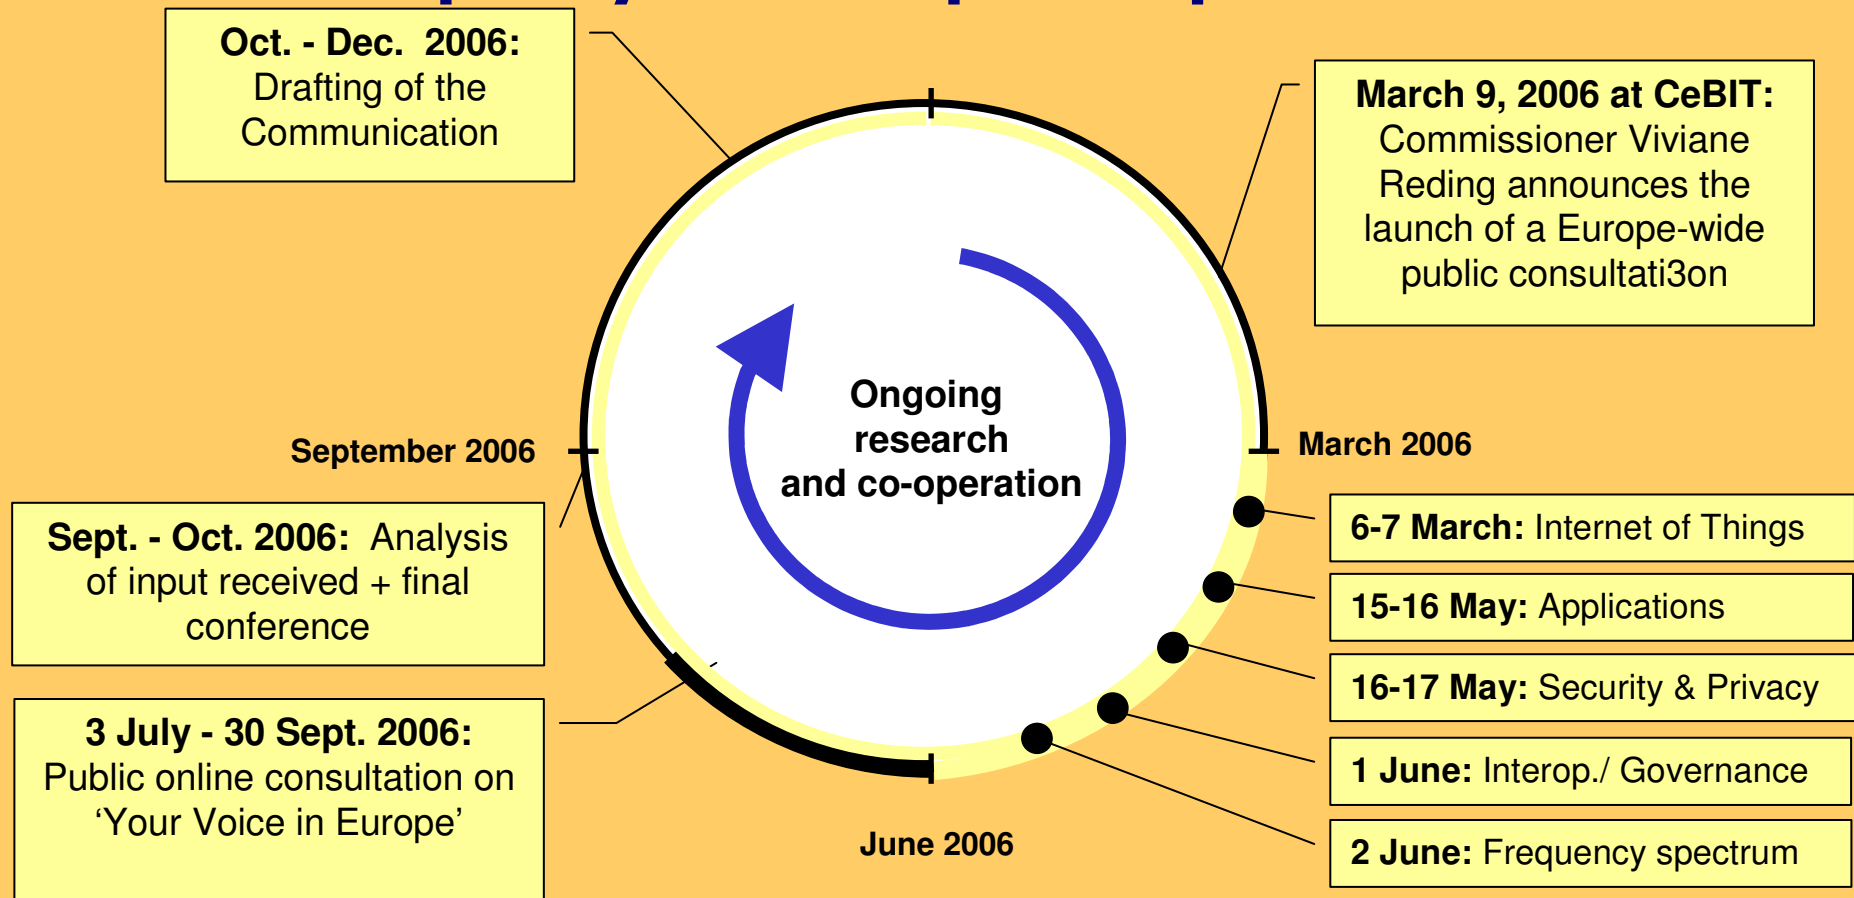 Oct. - Dec. 2006:
Drafting of the
Communication
March 9, 2006 at CeBIT:
Commissioner Viviane
Reding announces the
launch of a Europe-wide
public consultati3on
Ongoing
research
and co-operation
September 2006
March 2006
Sept. - Oct. 2006: Analysis
of input received + final
conference
6-7 March: Internet of Things
15-16 May: Applications
16-17 May: Security & Privacy
1 June: Interop./ Governance
2 June: Frequency spectrum
3 July - 30 Sept. 2006:
Public online consultation on
‘Your Voice in Europe’
June 2006